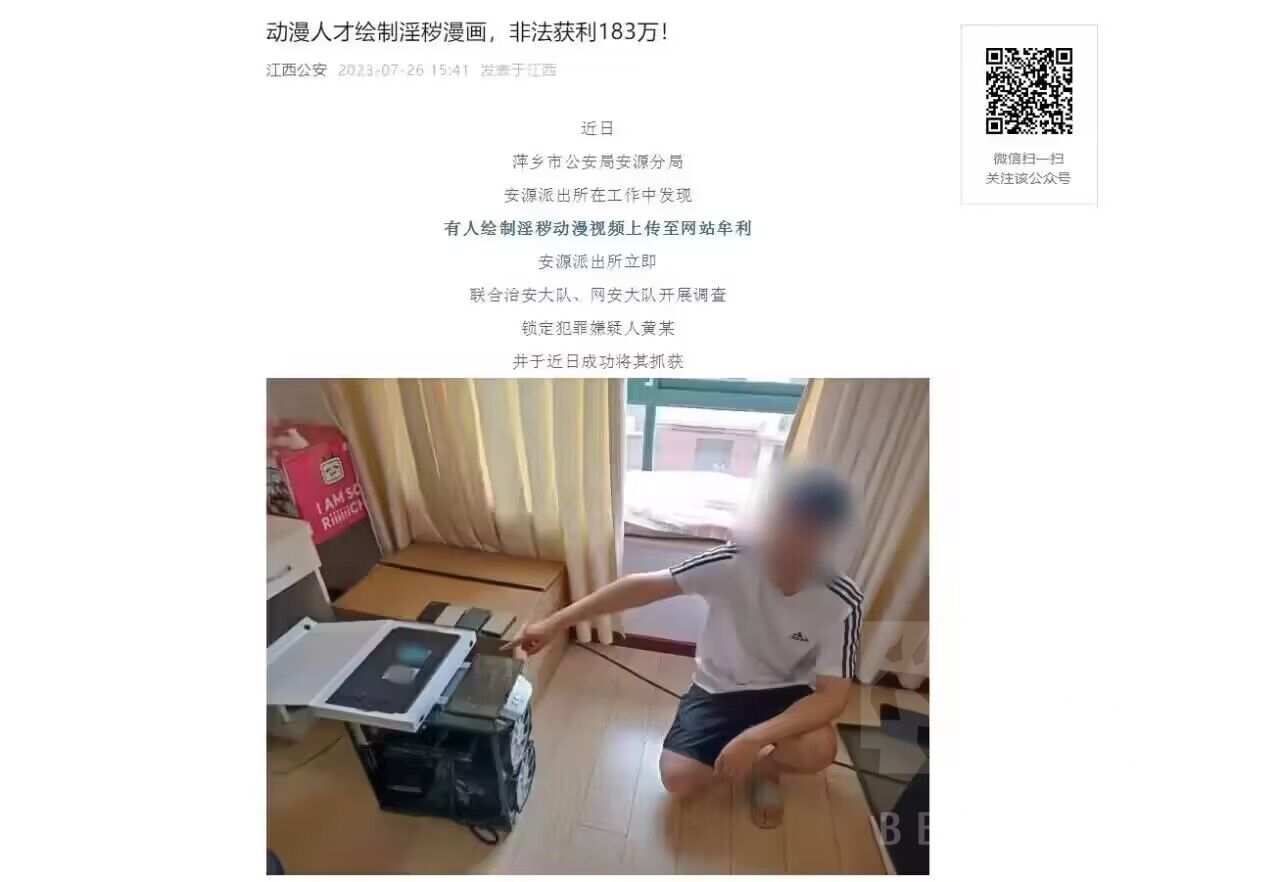 动漫人才绘制淫秽漫画，非法获利183万！
江西公安 2023-07-26 15:41 发表于江西
微信扫一扫
关注该公众号
近日
萍乡市公安局安源分局
安源派出所在工作中发现
有人绘制淫秽动漫视频上传至网站牟利
安源派出所立即
联合治安大队、网安大队开展调查
锁定犯罪嫌疑人黄某
并于近日成功将其抓获
I AM SO
RiiiiiCH
adidas
B E